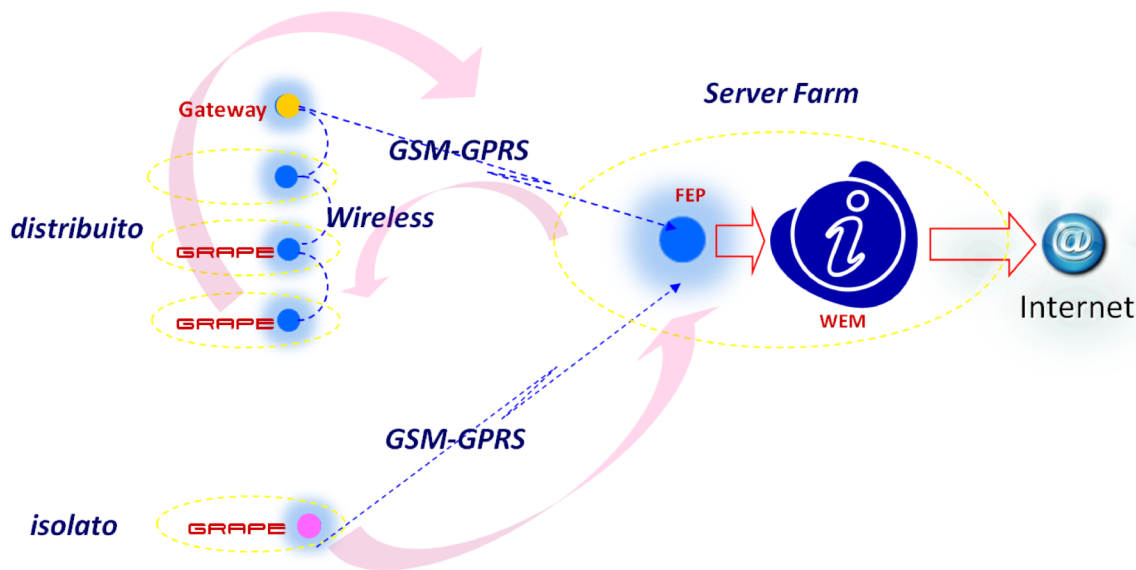 Server Farm
Gateway
GSM-GPRS
FEP
Wireless
distribuito
GRAPE
@
Internet
GRAPE
WEM
GSM-GPRS
isolato
GRAPE